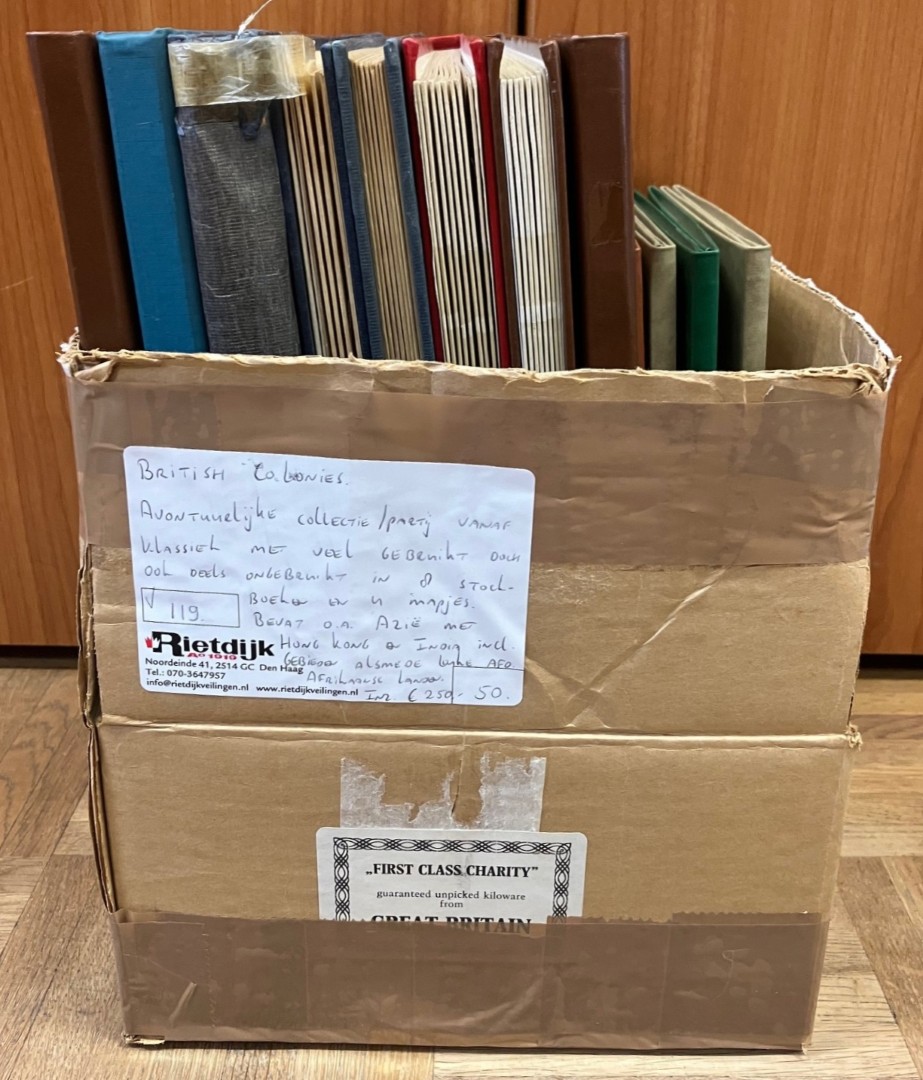 BRITISH COLONIES.
AVONTUURLIJKE COLLECTIE/PARTIJ VANAF
KLASSIEK MET VEEL GEBRUIKT DOCH
OOK DEELS ONGEBRUIKT IN 8 STOCK-
BOEKEN EN 4 MAPJES.
V 119.
BEVAT O.A. AZIË MET
HONG KONG EN INDIA INCL.
GEBIEDEN ALSMEDE
AFRIKAANSE LANDEN.
INZ. € 250,- 50.
Rietdijk
A° 1919
Noordeinde 41, 2514 GC Den Haag
Tel.: 070-3647957
info@rietdijkveilingen.nl www.rietdijkveilingen.nl
„FIRST CLASS CHARITY"
guaranteed unpicked kiloware
from
GREAT BRITAIN